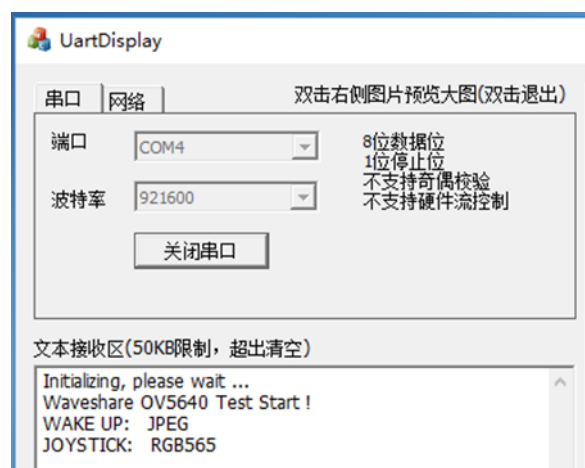 UartDisplay
串口 网络
双击右侧图片预览大图(双击退出)
端口 COM4
波特率 921600
8位数据位
1位停止位
不支持奇偶校验
不支持硬件流控制
关闭串口
文本接收区(50KB限制，超出清空)
Initializing, please wait ...
Waveshare OV5640 Test Start !
WAKE UP: JPEG
JOYSTICK: RGB565